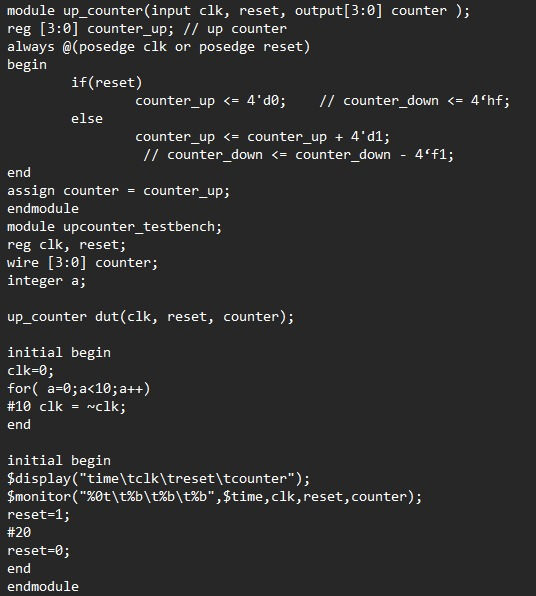 module up_counter(input clk, reset, output[3:0] counter );
reg [3:0] counter_up; // up counter
always @(posedge clk or posedge reset)
begin
if(reset)
counter_up <= 4'd0; // counter_down <= 4‘hf;
else
counter_up <= counter_up + 4'd1;
// counter_down <= counter_down - 4‘f1;
end
assign counter = counter_up;
endmodule
module upcounter_testbench;
reg clk, reset;
wire [3:0] counter;
integer a;
up_counter dut(clk, reset, counter);
initial begin
clk=0;
for( a=0;a<10;a++)
#10 clk = ~clk;
end
initial begin
$display("time\tclk\treset\tcounter");
$monitor("%0t\t%b\t%b\t%b",$time,clk,reset,counter);
reset=1;
#20
reset=0;
end
endmodule